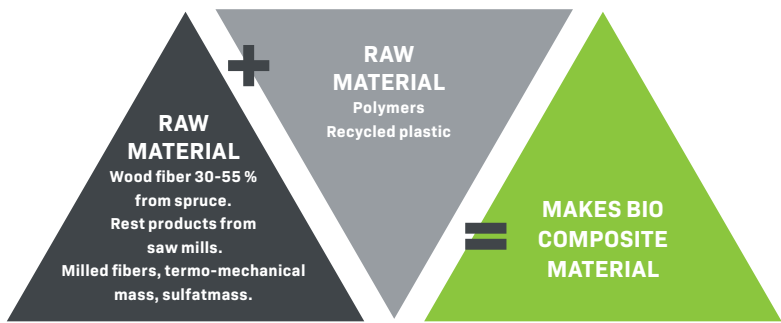 RAW
MATERIAL
Wood fiber 30-55 %
from spruce.
Rest products from
saw mills.
Milled fibers, termo-mechanical
mass, sulfatmass.
+
RAW
MATERIAL
Polymers
Recycled plastic
=
MAKES BIO
COMPOSITE
MATERIAL